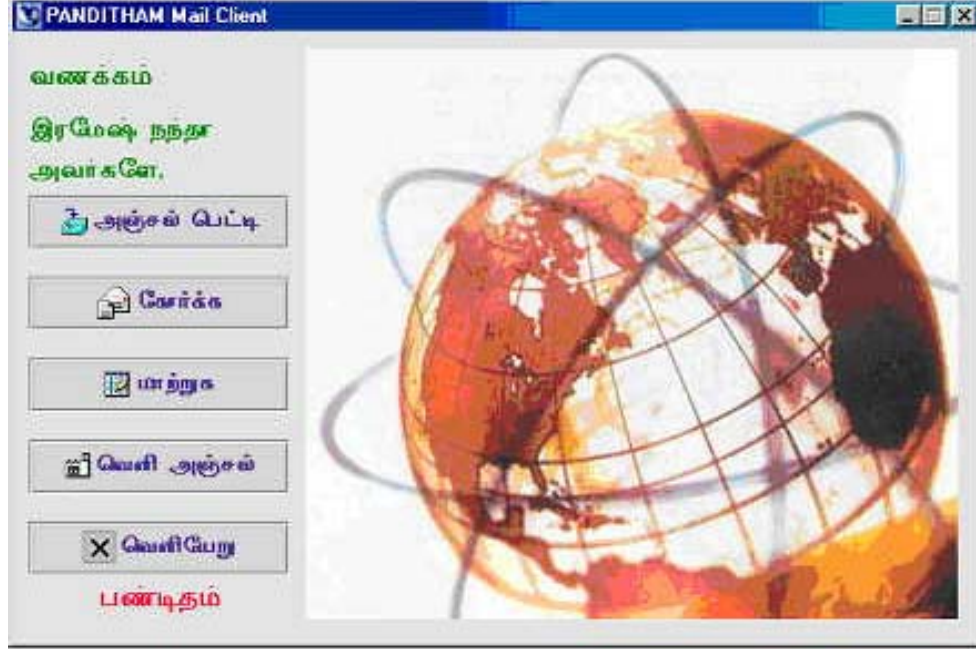 PANDITHAM Mail Client
வணக்கம்
இரமேஷ் நந்தா
அவர்களே,
அஞ்சல் பெட்டி
சேர்க்க
மாற்றுக
வெளி அஞ்சல்
வெளியேறு
பண்டிதம்